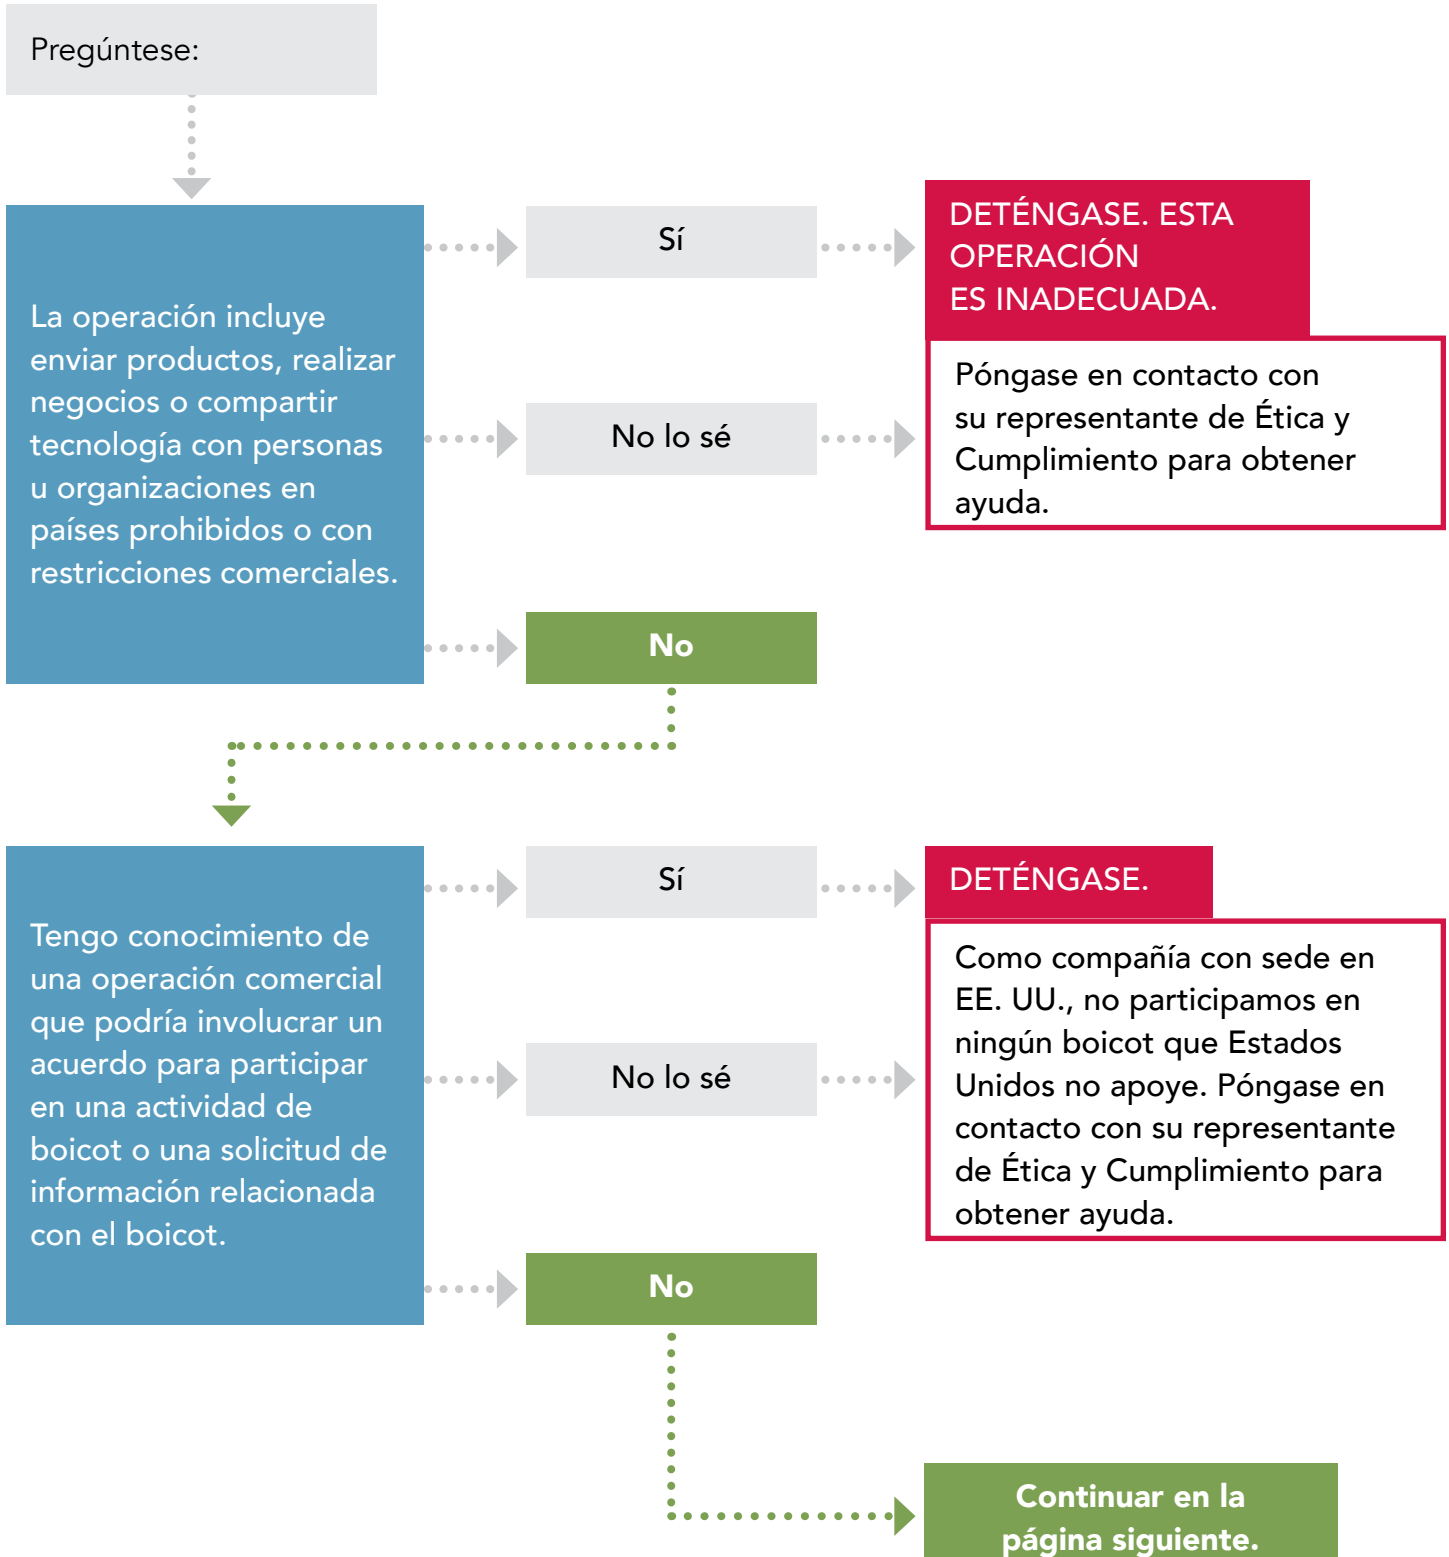 Pregúntese:
La operación incluye
enviar productos, realizar
negocios o compartir
tecnología con personas
u organizaciones en
países prohibidos o con
restricciones comerciales.
Sí
DETÉNGASE. ESTA
OPERACIÓN
ES INADECUADA.
No lo sé
Póngase en contacto con
su representante de Ética y
Cumplimiento para obtener
ayuda.
No
Tengo conocimiento de
una operación comercial
que podría involucrar un
acuerdo para participar
en una actividad de
boicot o una solicitud de
información relacionada
con el boicot.
Sí
DETÉNGASE.
No lo sé
Como compañía con sede en
EE. UU., no participamos en
ningún boicot que Estados
Unidos no apoye. Póngase en
contacto con su representante
de Ética y Cumplimiento para
obtener ayuda.
No
Continuar en la
página siguiente.